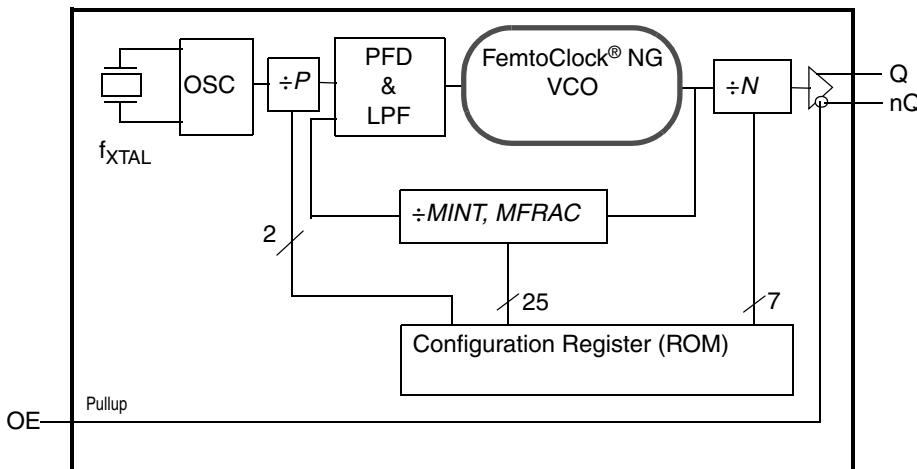 OSC
÷P
PFD
&
LPF
FemtoClock® NG
VCO
÷N
Q
nQ
fXTAL
÷MINT, MFRAC
2
25
7
Configuration Register (ROM)
Pullup
OE